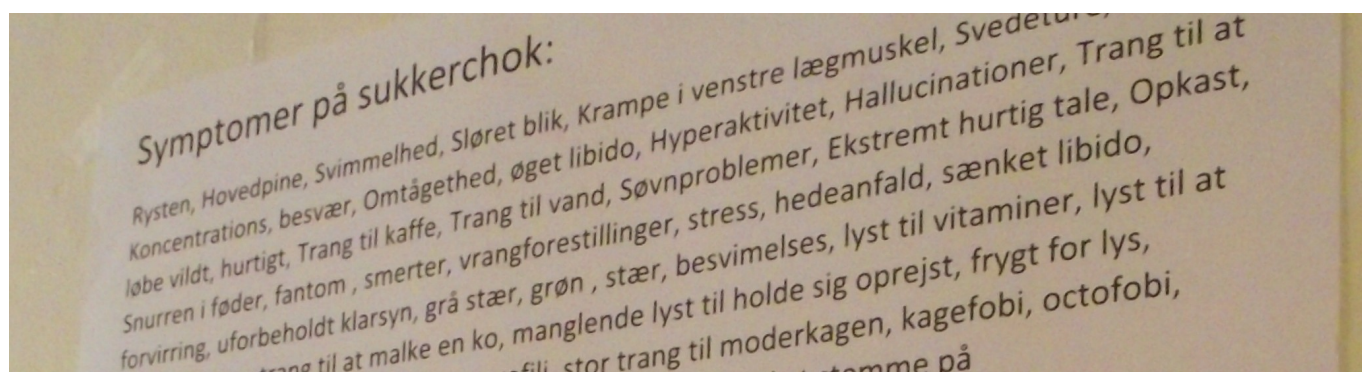 Symptomer på sukkerchok:
Rysten, Hovedpine, Svimmelhed, Sløret blik, Krampe i venstre lægmuskel, Svedeture,
Koncentrations, besvær, Omtågethed, øget libido, Hyperaktivitet, Hallucinationer, Trang til at
løbe vildt, hurtigt, Trang til kaffe, Trang til vand, Søvnproblemer, Ekstremt hurtig tale, Opkast,
Snurren i føder, fantom , smerter, vrangforestillinger, stress, hedeanfald, sænket libido,
forvirring, uforbeholdt klarsyn, grå stær, grøn , stær, besvimelses, lyst til vitaminer, lyst til at
til at malke en ko, manglende lyst til holde sig oprejst, frygt for lys,
stor trang til moderkagen, kagefobi, octofobi,
på